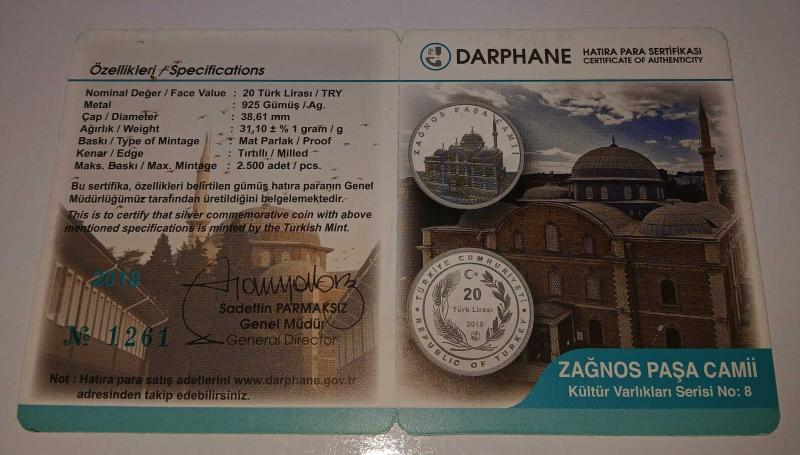 Özellikleri / Specifications
Nominal Değer / Face Value : 20 Türk Lirası / TRY
Metal : 925 Gümüş / Ag.
Çap / Diameter : 38,61 mm
Ağırlık / Weight : 31,10 ± % 1 gram / g
Baskı / Type of Mintage : Mat Parlak / Proof
Kenar / Edge : Tırtıllı / Milled
Maks. Baskı / Max. Mintage : 2.500 adet / pcs.
Bu sertifika, özellikleri belirtilen gümüş hatıra paranın Genel
Müdürlüğümüz tarafından üretildiğini belgelemektedir.
This is to certify that silver commemorative coin with above
mentioned specifications is minted by the Turkish Mint.
2018
Sadettin PARMAKSIZ
Genel Müdür
General Director
№ 1261
Not : Hatıra para satış adetlerini www.darphane.gov.tr
adresinden takip edebilirsiniz.
DARPHANE
HATIRA PARA SERTİFİKASI
CERTIFICATE OF AUTHENTICITY
ZAĞNOS PAŞA CAMİİ
TÜRKİYE CUMHURİYETİ
20
Türk Lirası
2018
REPUBLIC OF TURKEY
ZAĞNOS PAŞA CAMİİ
Kültür Varlıkları Serisi No: 8